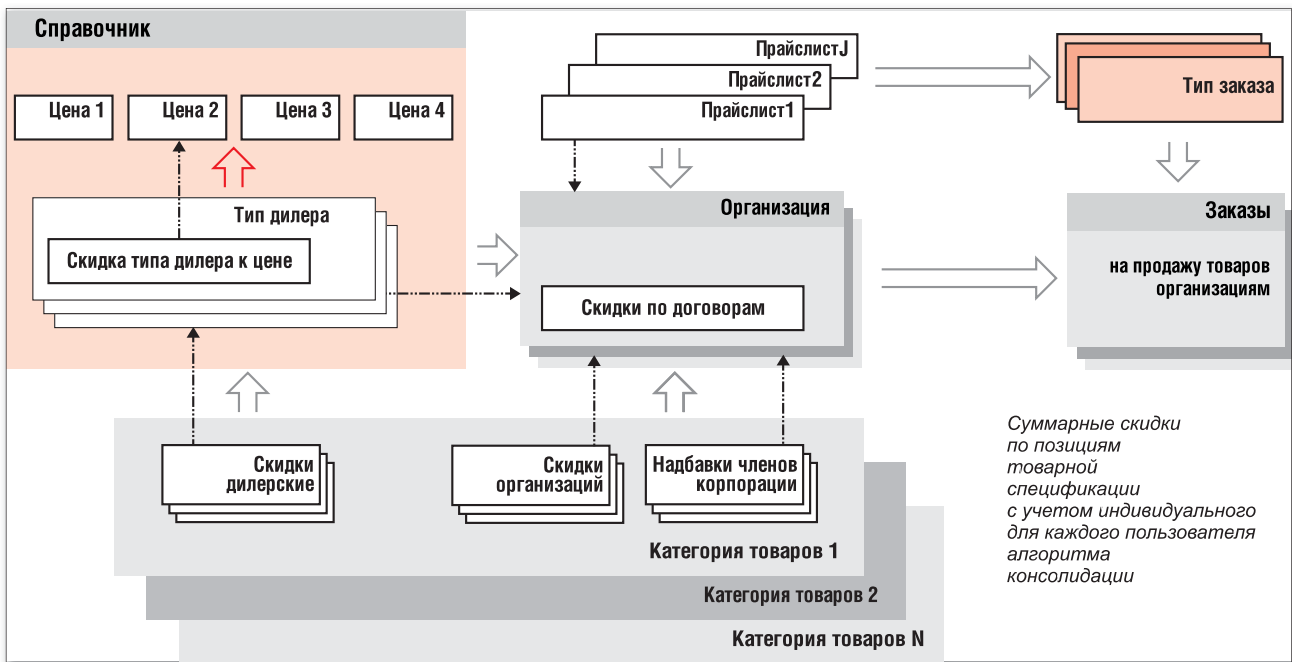 Справочник
Цена 1
Цена 2
Цена 3
Цена 4
Тип дилера
Скидка типа дилера к цене
ПрайслистJ
Прайслист2
Прайслист1
Тип заказа
Организация
Скидки по договорам
Заказы
на продажу товаров
организациям
Скидки
дилерские
Скидки
организаций
Надбавки членов
корпорации
Категория товаров 1
Категория товаров 2
Категория товаров N
Суммарные скидки
по позициям
товарной
спецификации
с учетом индивидуального
для каждого пользователя
алгоритма
консолидации